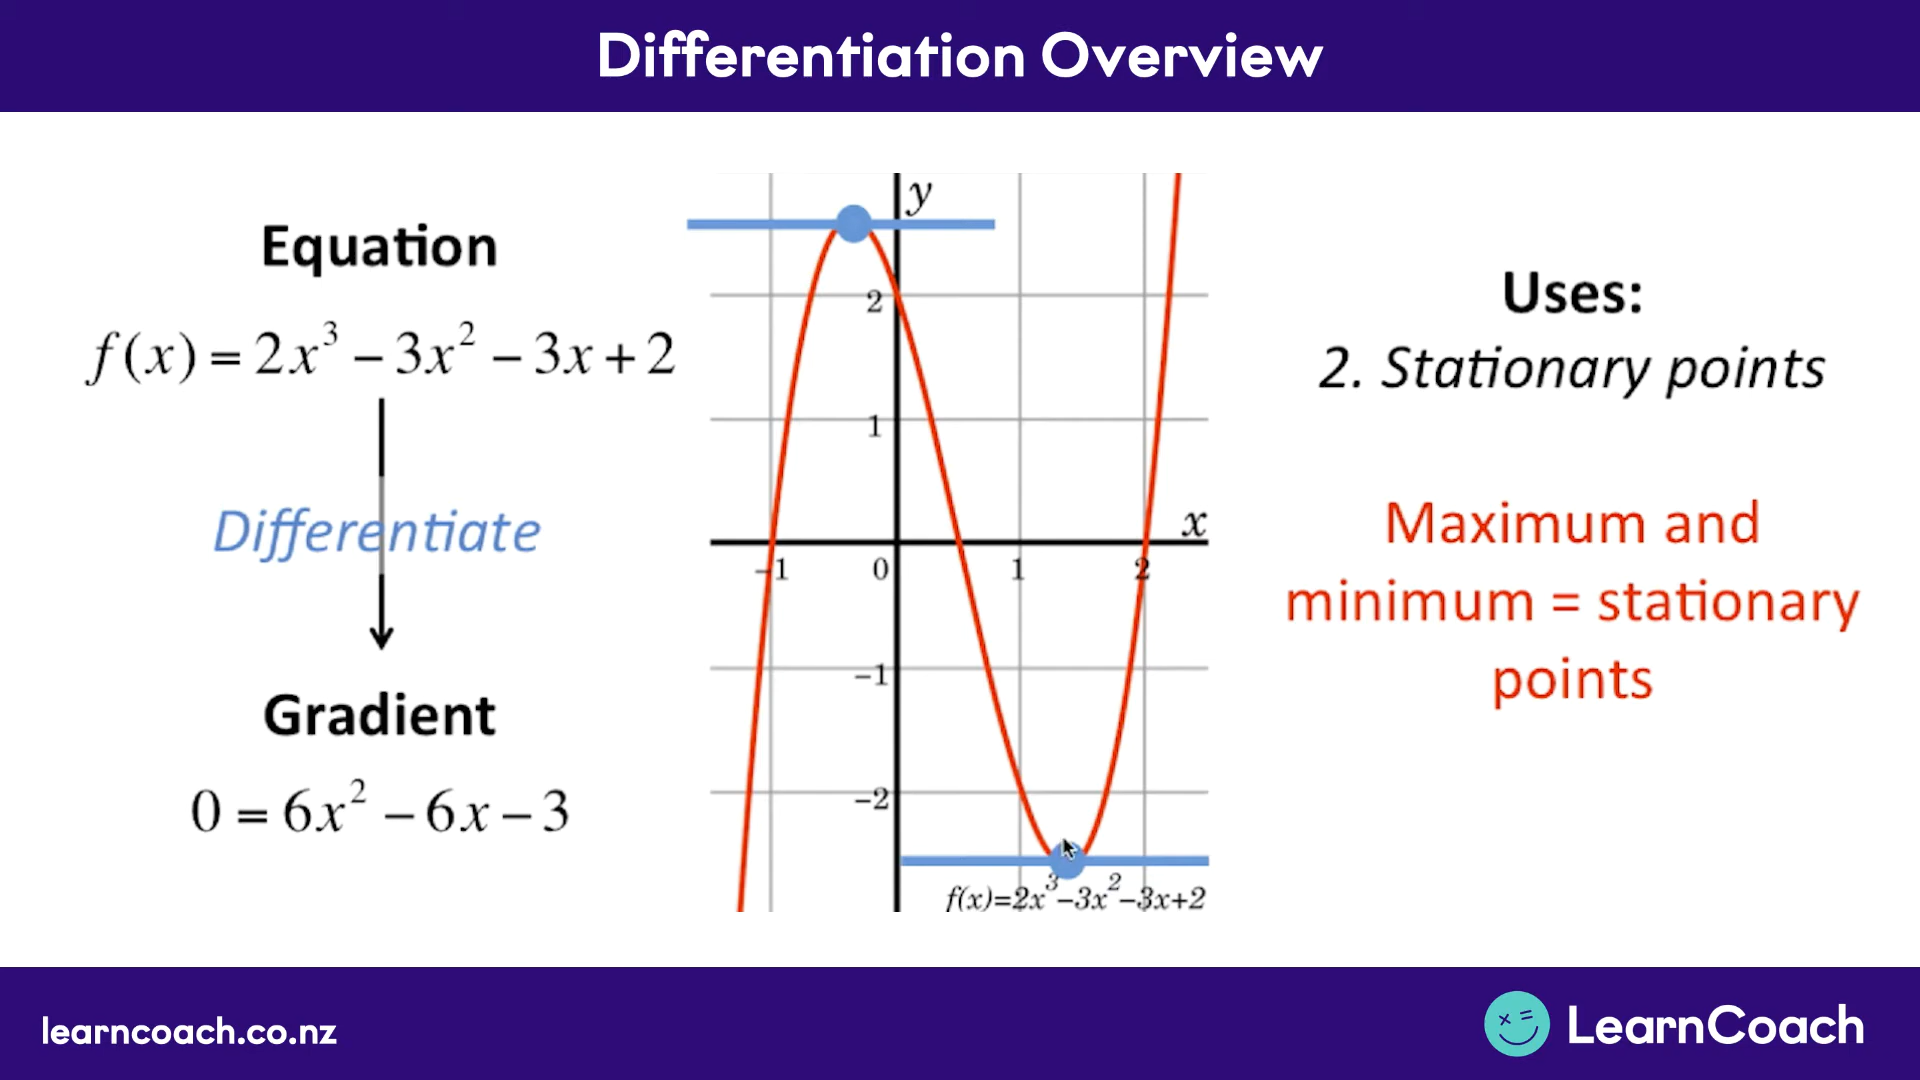 Differentiation Overview
Equation
f(x) = 2x³ – 3x² – 3x + 2
Differentiate
Gradient
0 = 6x² – 6x – 3
y
2
1
x
–1
0
1
2
–1
–2
f(x)=2x³–3x²–3x+2
Uses:
2. Stationary points
Maximum and
minimum = stationary
points
learncoach.co.nz
LearnCoach